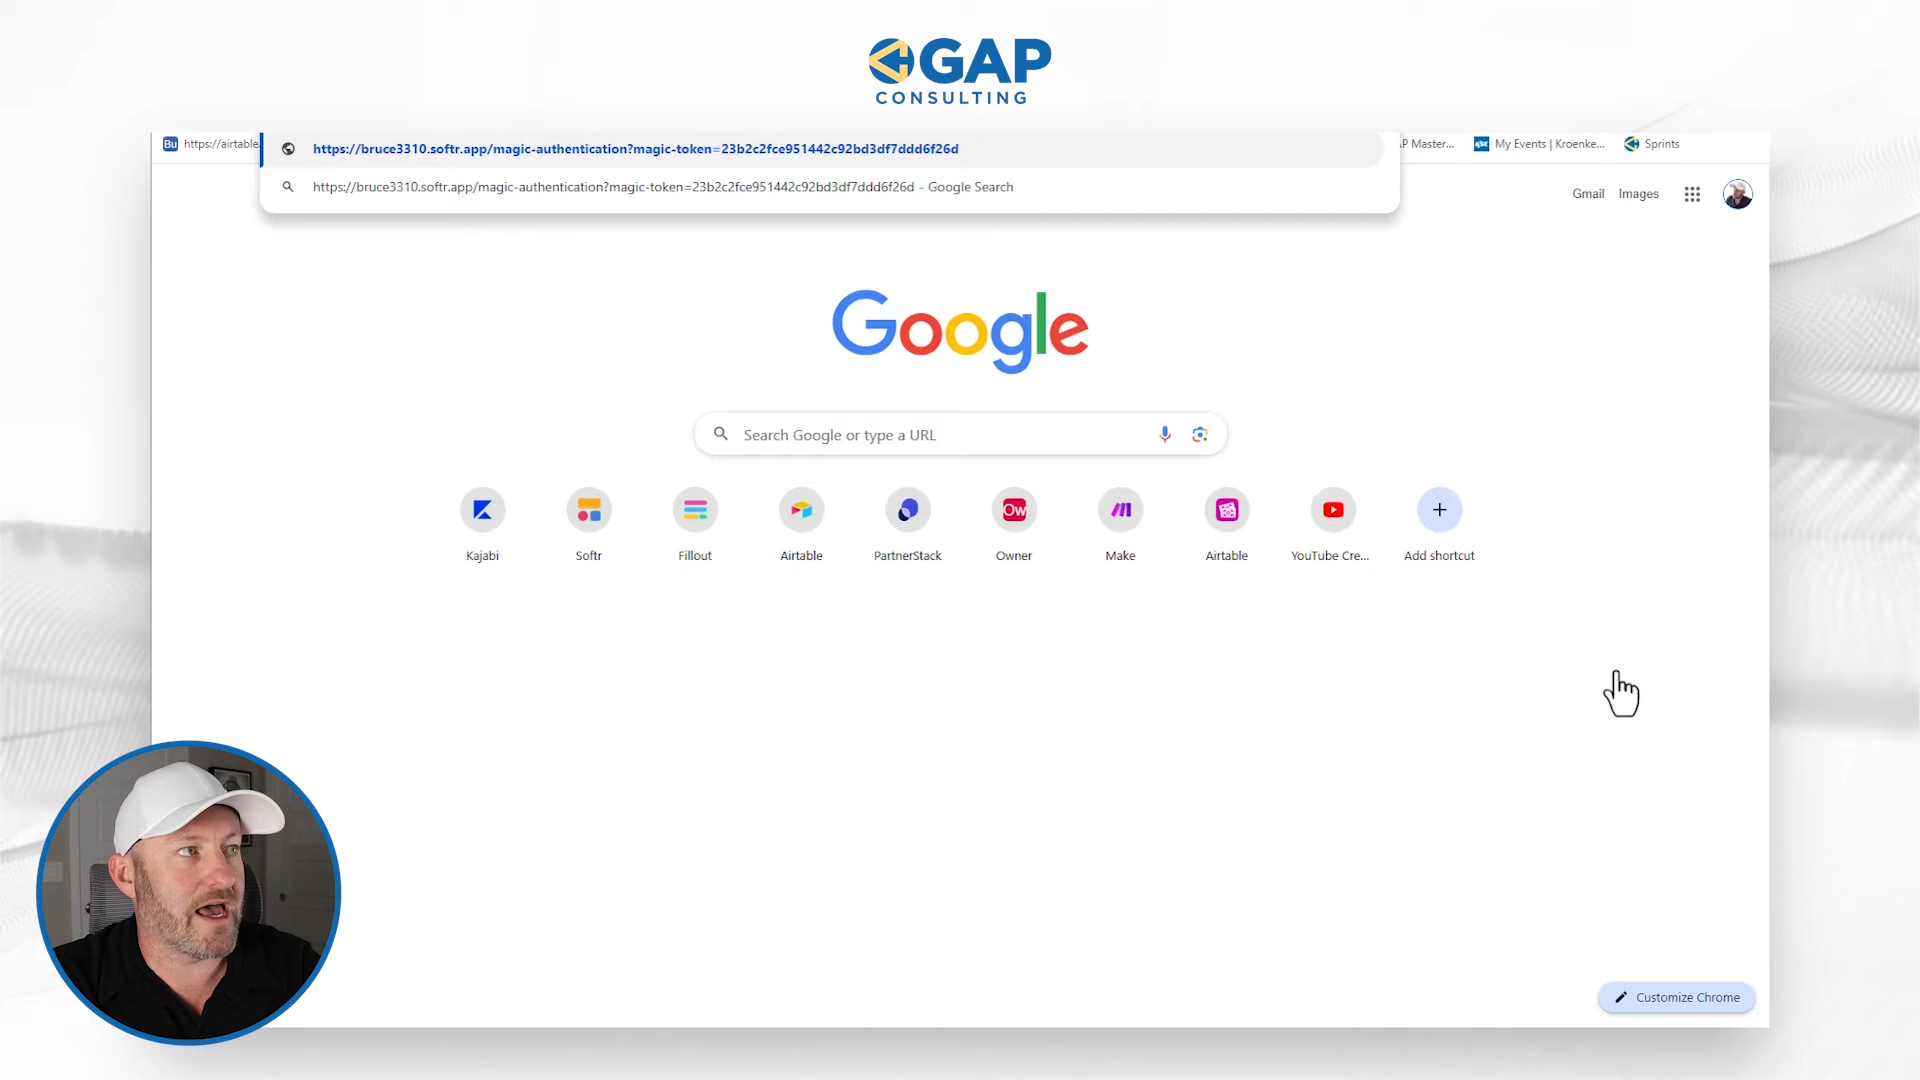 GAP
CONSULTING
Bu https://airtable. https://bruce3310.softr.app/magic-authentication?magic-token=23b2c2fce951442c92bd3df7ddd6f26d P Master... My Events | Kroenke... Sprints
https://bruce3310.softr.app/magic-authentication?magic-token=23b2c2fce951442c92bd3df7ddd6f26d - Google Search
Gmail Images
Google
Search Google or type a URL
Ow
Kajabi Softr Fillout Airtable PartnerStack Owner Make Airtable YouTube Cre... Add shortcut
Customize Chrome